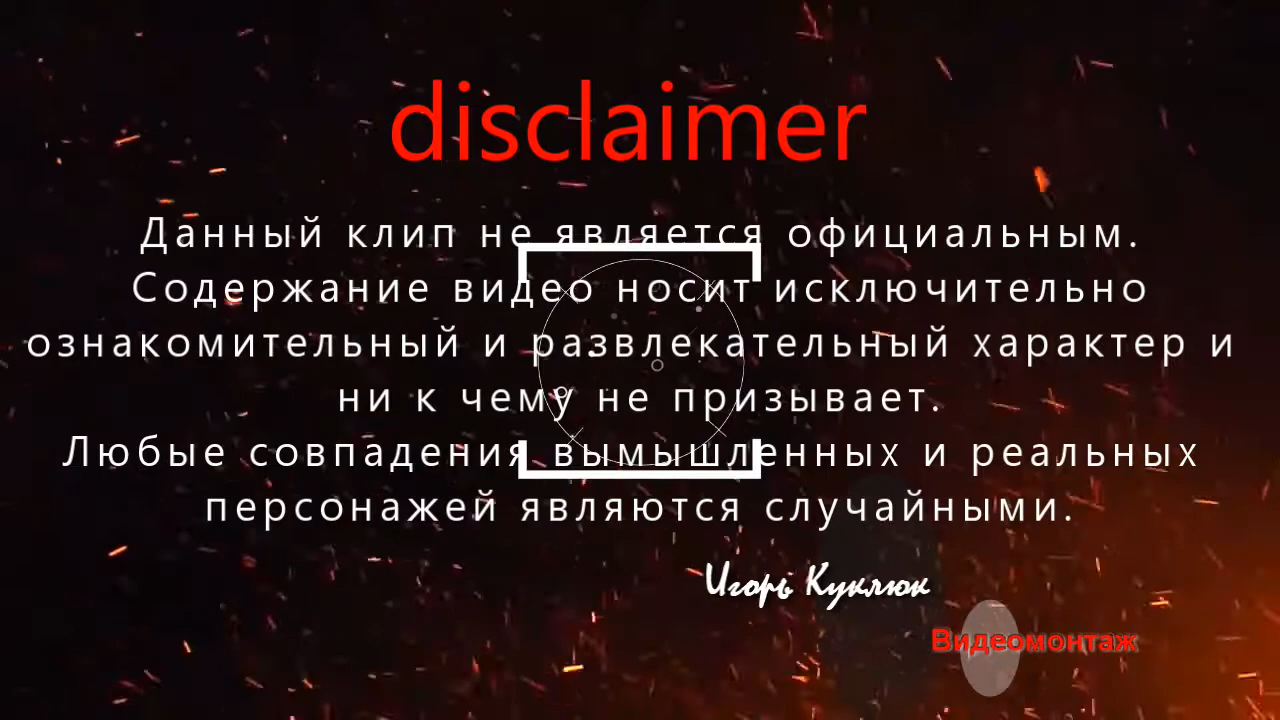 disclaimer
Данный клип не является официальным.
Содержание видео носит исключительно
ознакомительный и развлекательный характер и
ни к чему не призывает.
Любые совпадения вымышленных и реальных
персонажей являются случайными.
Игорь Куклюк
Видеомонтаж